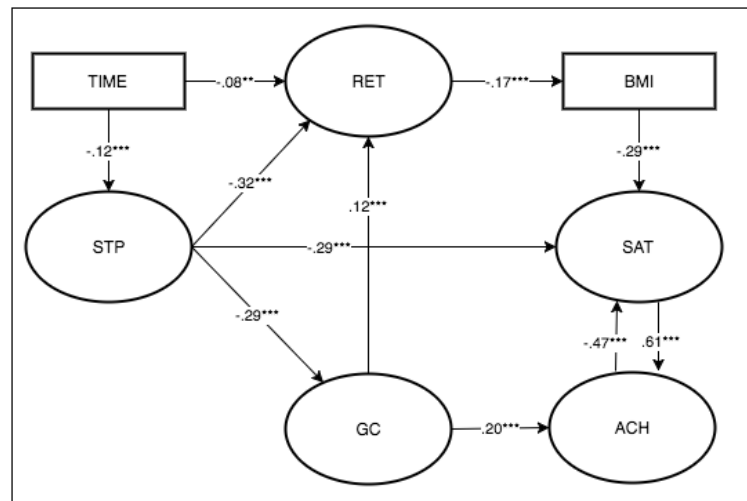 TIME
-.08**
RET
-.17***
BMI
-.12***
-.32***
.12***
-.29***
STP
-.29***
SAT
-.29***
-.47***
.61***
GC
.20***
ACH